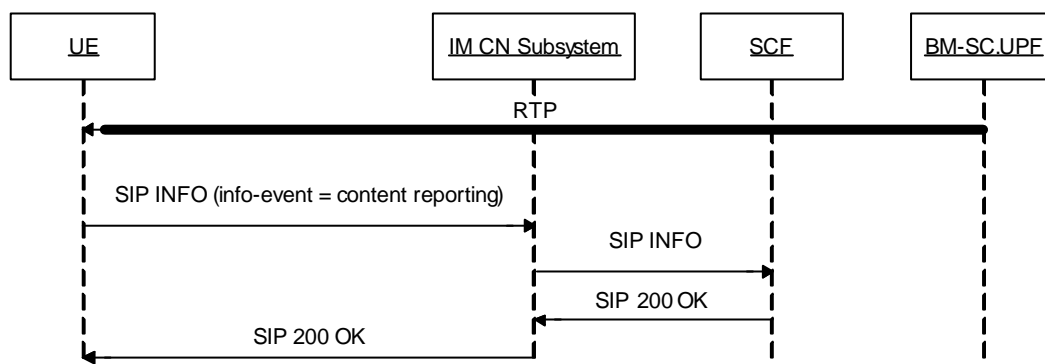 UE
IM CN Subsystem
SCF
BM-SC.UPF
RTP
SIP INFO (info-event = content reporting)
SIP INFO
SIP 200 OK
SIP 200 OK